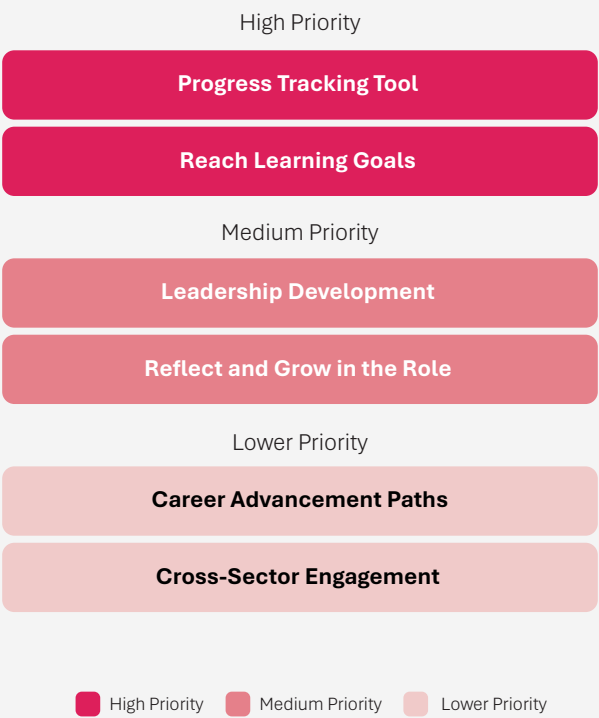 High Priority
Progress Tracking Tool
Reach Learning Goals
Medium Priority
Leadership Development
Reflect and Grow in the Role
Lower Priority
Career Advancement Paths
Cross-Sector Engagement
High Priority Medium Priority Lower Priority